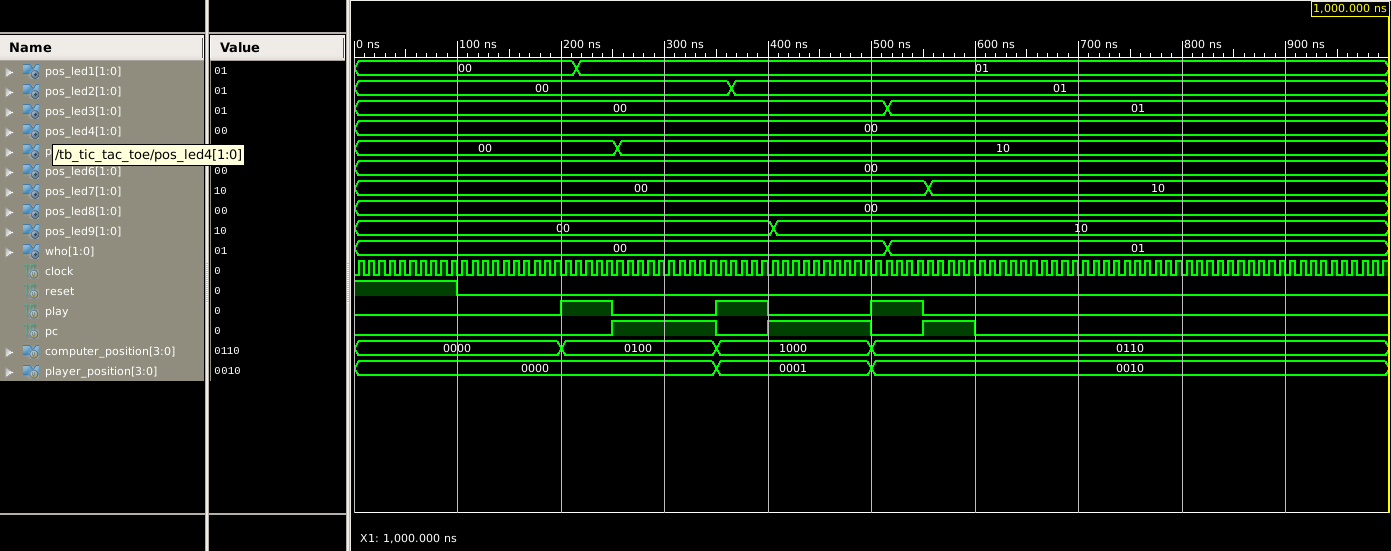 1,000.000 ns
Name Value
0 ns 100 ns 200 ns 300 ns 400 ns 500 ns 600 ns 700 ns 800 ns 900 ns
pos_led1[1:0] 01 00 01
pos_led2[1:0] 01 00 01
pos_led3[1:0] 01 00 01
pos_led4[1:0] 00 00
/tb_tic_tac_toe/pos_led4[1:0] 00 10
pos_led6[1:0] 00 00
pos_led7[1:0] 10 00 10
pos_led8[1:0] 00 00
pos_led9[1:0] 10 00 10
who[1:0] 01 00 01
clock 0
reset 0
play 0
pc 0
computer_position[3:0] 0110 0000 0100 1000 0110
player_position[3:0] 0010 0000 0001 0010
X1: 1,000.000 ns